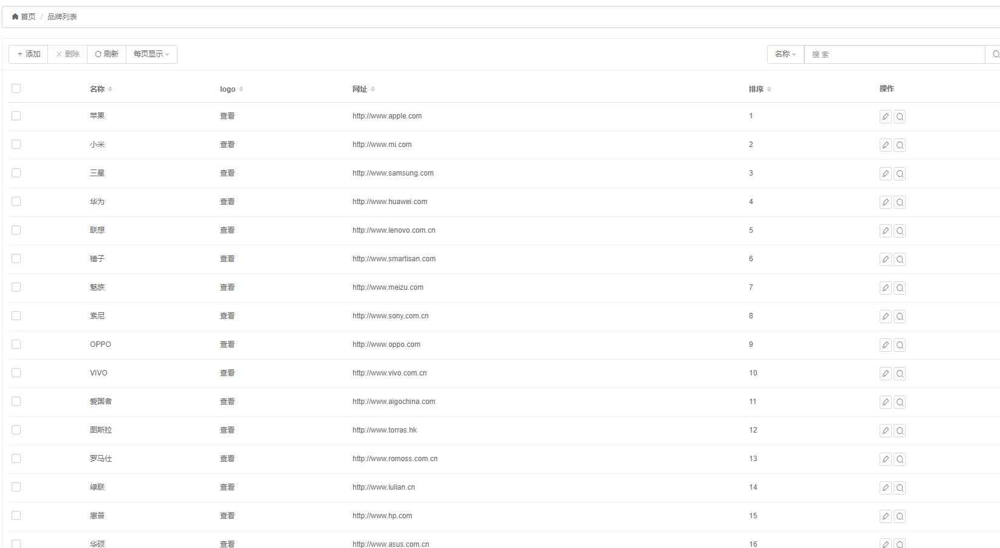 首页 / 品牌列表
添加 删除 刷新 每页显示 名称 搜 索
名称 logo 网址 排序 操作
苹果 查看 http://www.apple.com 1
小米 查看 http://www.mi.com 2
三星 查看 http://www.samsung.com 3
华为 查看 http://www.huawei.com 4
联想 查看 http://www.lenovo.com.cn 5
锤子 查看 http://www.smartisan.com 6
魅族 查看 http://www.meizu.com 7
索尼 查看 http://www.sony.com.cn 8
OPPO 查看 http://www.oppo.com 9
VIVO 查看 http://www.vivo.com.cn 10
爱国者 查看 http://www.aigochina.com 11
图斯拉 查看 http://www.torras.hk 12
罗马仕 查看 http://www.romoss.com.cn 13
绿联 查看 http://www.lulian.cn 14
惠普 查看 http://www.hp.com 15
华硕 查看 http://www.asus.com.cn 16